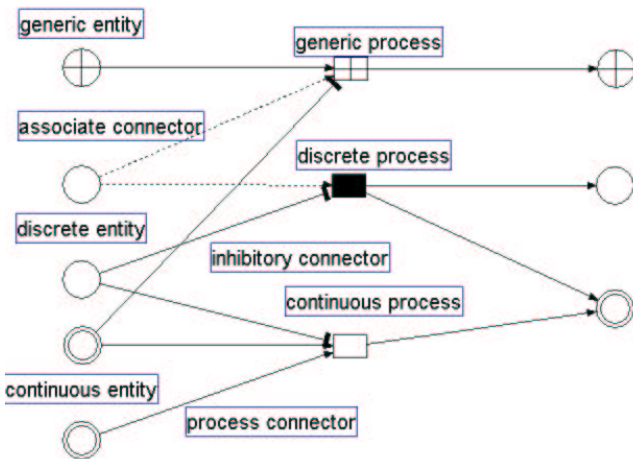 generic entity
generic process
associate connector
discrete process
discrete entity
inhibitory connector
continuous process
continuous entity
process connector